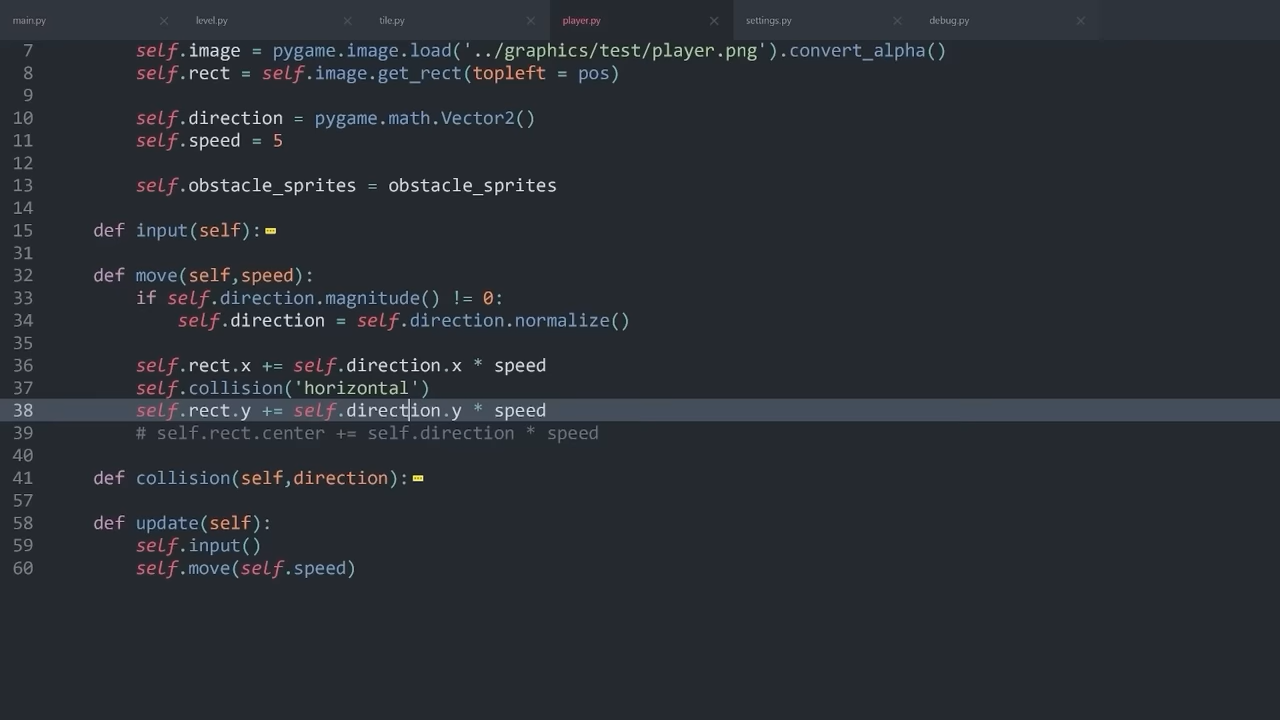 main.py level.py tile.py player.py settings.py debug.py
7 self.image = pygame.image.load('../graphics/test/player.png').convert_alpha()
8 self.rect = self.image.get_rect(topleft = pos)
9
10 self.direction = pygame.math.Vector2()
11 self.speed = 5
12
13 self.obstacle_sprites = obstacle_sprites
14
15 def input(self):
31
32 def move(self,speed):
33 if self.direction.magnitude() != 0:
34 self.direction = self.direction.normalize()
35
36 self.rect.x += self.direction.x * speed
37 self.collision('horizontal')
38 self.rect.y += self.direction.y * speed
39 # self.rect.center += self.direction * speed
40
41 def collision(self,direction):
57
58 def update(self):
59 self.input()
60 self.move(self.speed)